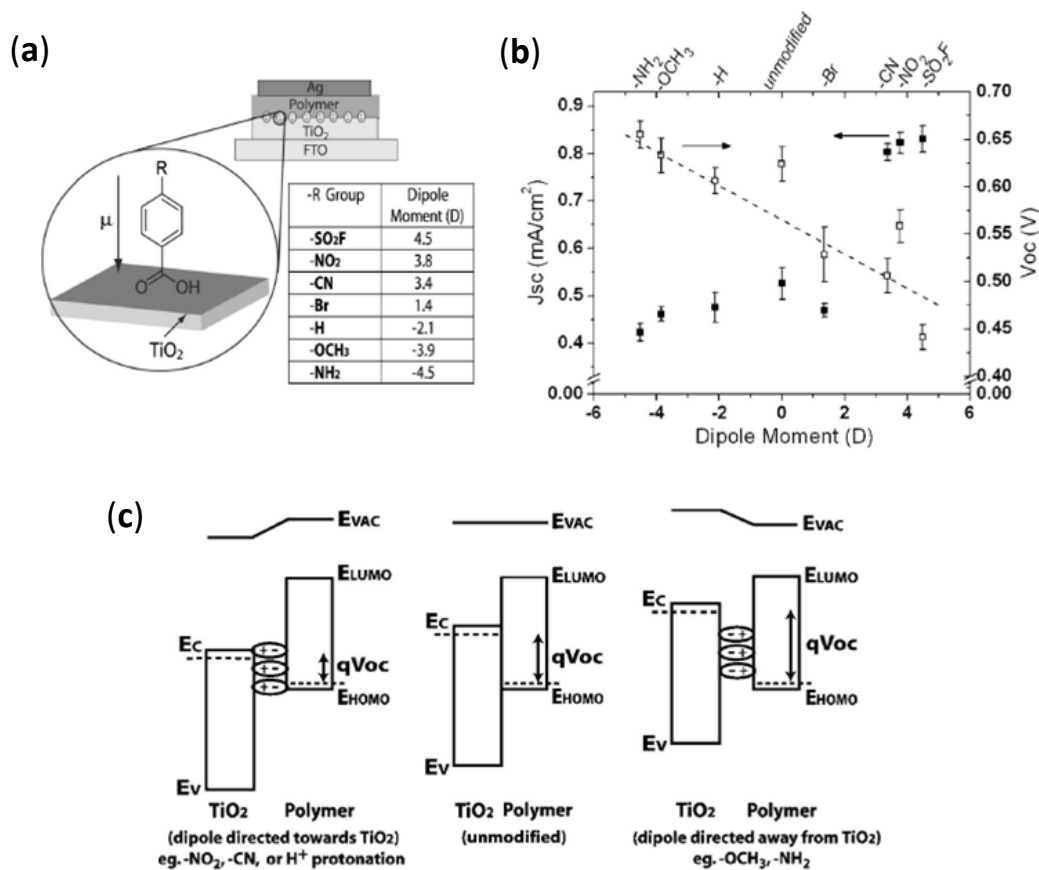 (a)
Ag
Polymer
TiO2
FTO
R
μ
O
OH
TiO2
-R Group Dipole Moment (D)
-SO2F 4.5
-NO2 3.8
-CN 3.4
-Br 1.4
-H -2.1
-OCH3 -3.9
-NH2 -4.5
(b)
-NH2 -OCH3 -H unmodified -Br -CN -NO2 -SO2F
Jsc (mA/cm2)
0.9
0.8
0.7
0.6
0.5
0.4
0.00
Voc (V)
0.70
0.65
0.60
0.55
0.50
0.45
0.40
0.00
-6 -4 -2 0 2 4 6
Dipole Moment (D)
(c)
EVAC
ELUMO
EC
qVoc
EHOMO
EV
TiO2 Polymer
(dipole directed towards TiO2)
eg. -NO2, -CN, or H+ protonation
EVAC
ELUMO
EC
qVoc
EHOMO
EV
TiO2 Polymer
(unmodified)
EVAC
ELUMO
EC
qVoc
EHOMO
EV
TiO2 Polymer
(dipole directed away from TiO2)
eg. -OCH3, -NH2